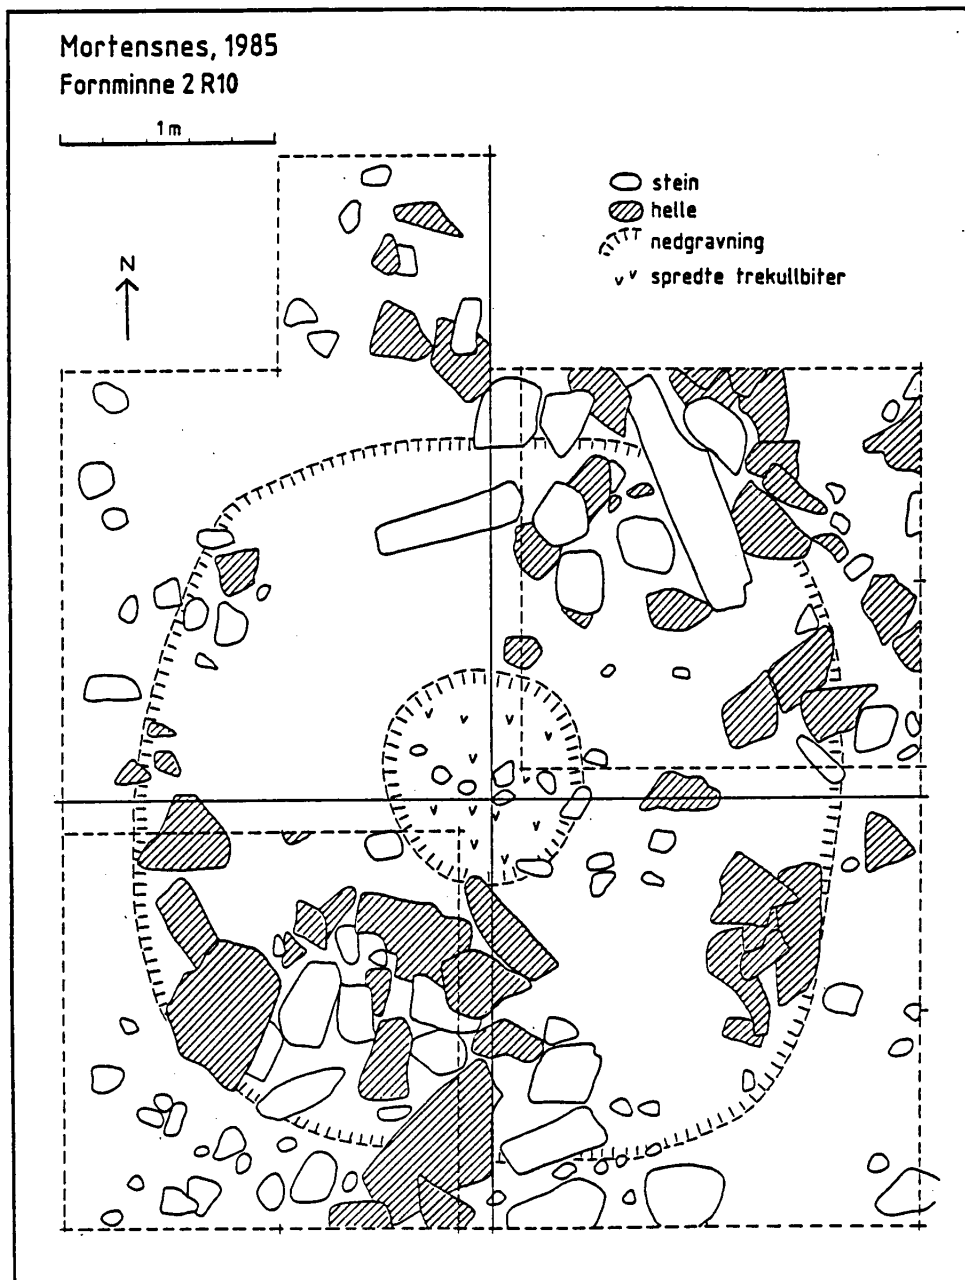 Mortensnes, 1985
Fornminne 2 R10
1 m
stein
helle
nedgravning
spredte trekullbiter
N